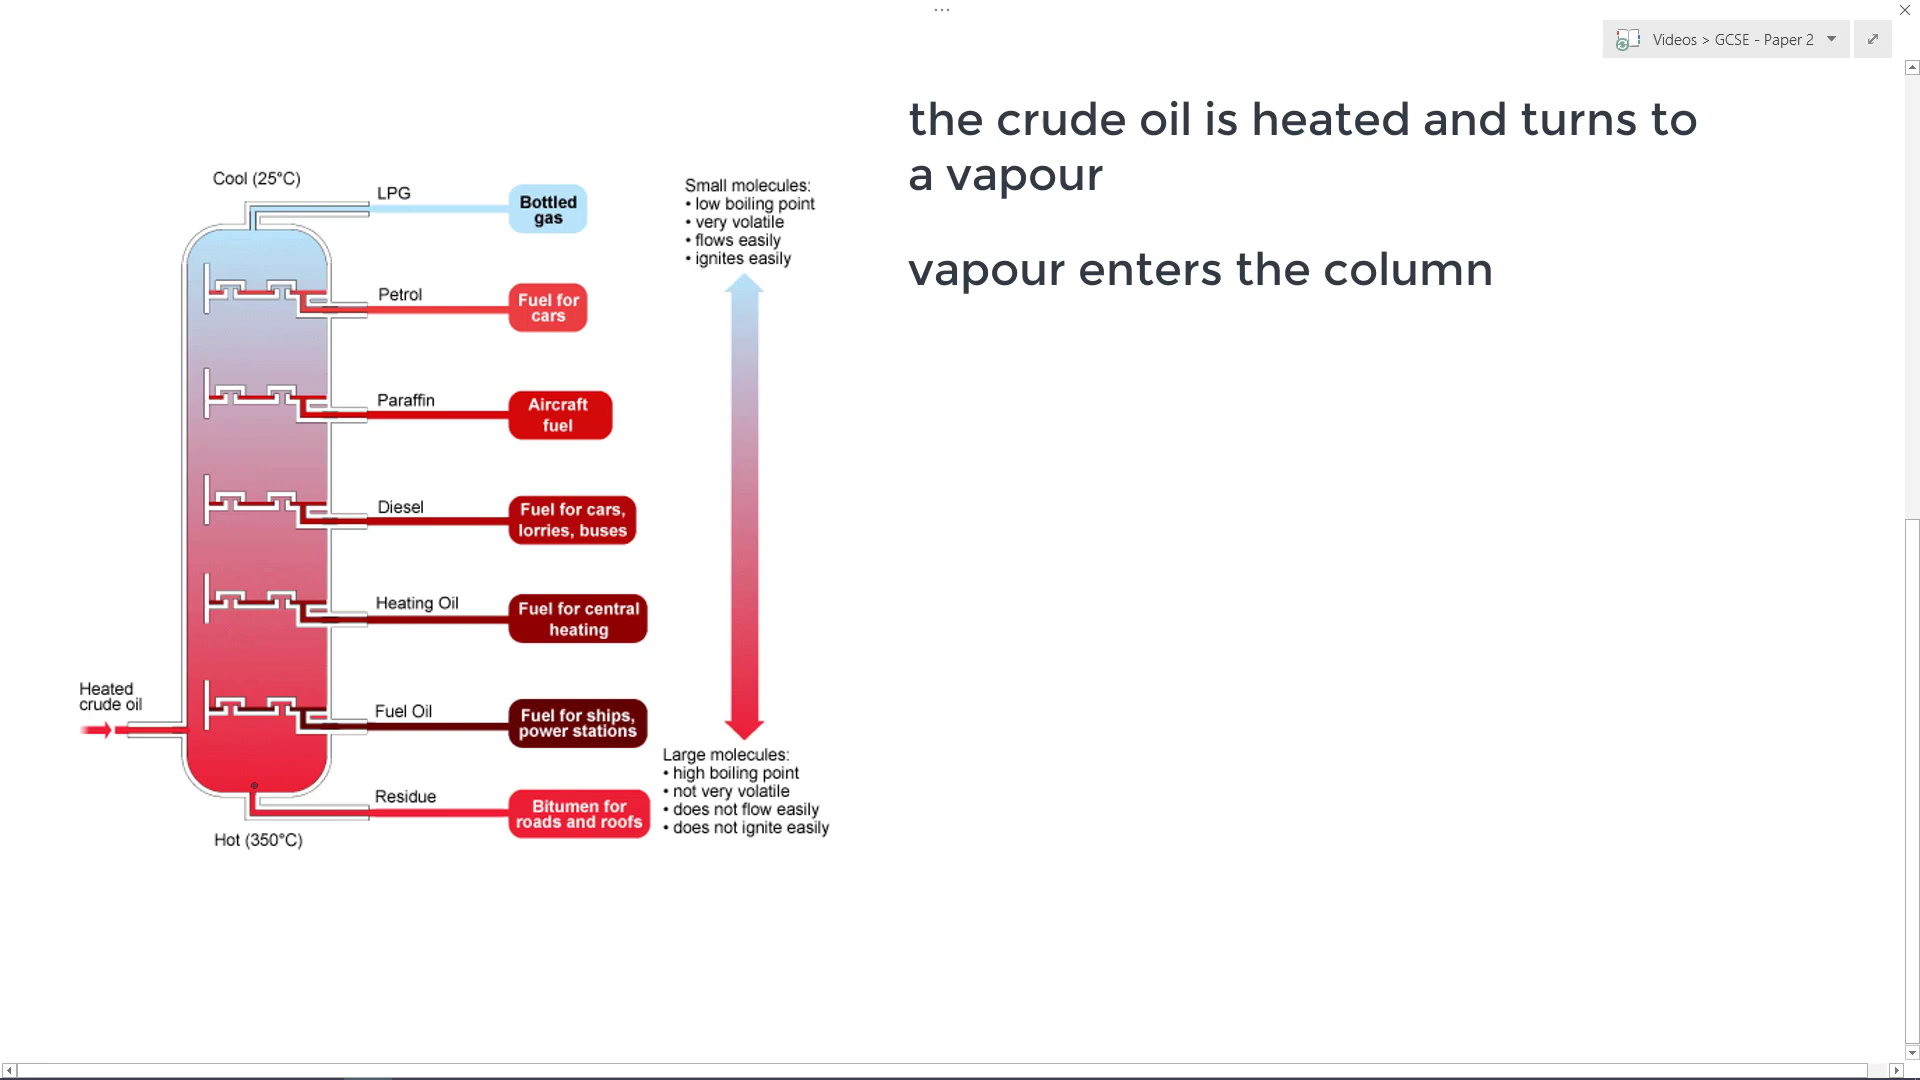 ...
Videos > GCSE - Paper 2
the crude oil is heated and turns to
a vapour
vapour enters the column
Cool (25°C)
LPG
Bottled
gas
Petrol
Fuel for
cars
Paraffin
Aircraft
fuel
Diesel
Fuel for cars,
lorries, buses
Heating Oil
Fuel for central
heating
Heated
crude oil
Fuel Oil
Fuel for ships,
power stations
Residue
Bitumen for
roads and roofs
Hot (350°C)
Small molecules:
• low boiling point
• very volatile
• flows easily
• ignites easily
Large molecules:
• high boiling point
• not very volatile
• does not flow easily
• does not ignite easily